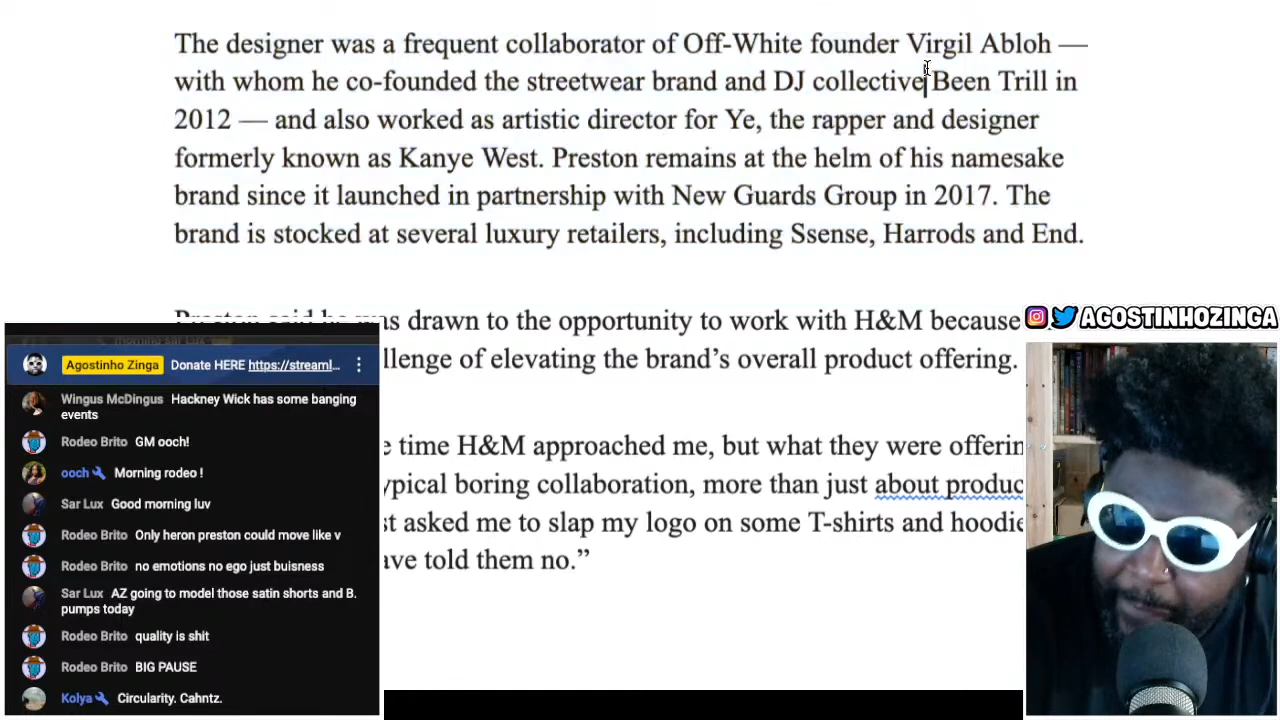 The designer was a frequent collaborator of Off-White founder Virgil Abloh —
with whom he co-founded the streetwear brand and DJ collective Been Trill in
2012 — and also worked as artistic director for Ye, the rapper and designer
formerly known as Kanye West. Preston remains at the helm of his namesake
brand since it launched in partnership with New Guards Group in 2017. The
brand is stocked at several luxury retailers, including Ssense, Harrods and End.
Preston said he was drawn to the opportunity to work with H&M because
llenge of elevating the brand’s overall product offering.
e time H&M approached me, but what they were offerin
ypical boring collaboration, more than just about produc
st asked me to slap my logo on some T-shirts and hoodie
ave told them no.”
AGOSTINHOZINGA
morning sar Lux
Agostinho Zinga Donate HERE https://streaml...
Wingus McDingus Hackney Wick has some banging
events
Rodeo Brito GM ooch!
ooch Morning rodeo !
Sar Lux Good morning luv
Rodeo Brito Only heron preston could move like v
Rodeo Brito no emotions no ego just buisness
Sar Lux AZ going to model those satin shorts and B.
pumps today
Rodeo Brito quality is shit
Rodeo Brito BIG PAUSE
Kolya Circularity. Cahntz.